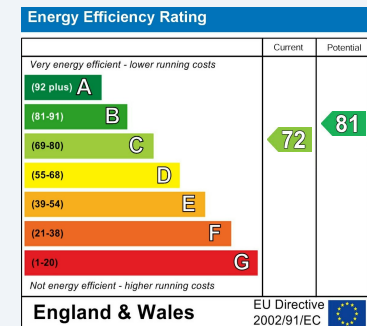 Energy Efficiency Rating
Current Potential
Very energy efficient - lower running costs
(92 plus) A
(81-91) B
81
(69-80) C
72
(55-68) D
(39-54) E
(21-38) F
(1-20) G
Not energy efficient - higher running costs
England & Wales
EU Directive
2002/91/EC